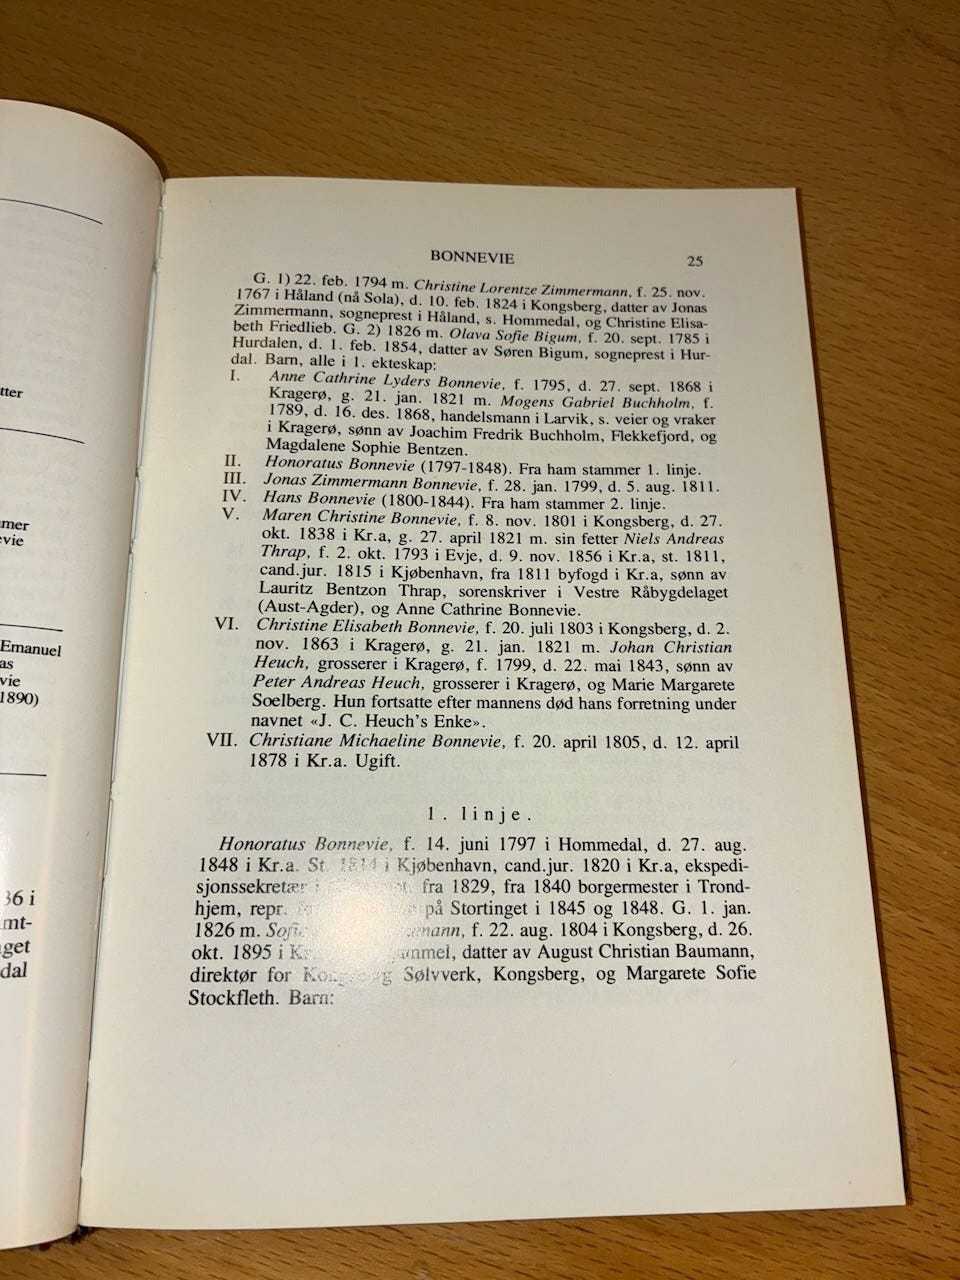 tter
mer
vie
Emanuel
as
vie
1890)
36 i
mt-
get
dal
BONNEVIE 25
G. 1) 22. feb. 1794 m. Christine Lorentze Zimmermann, f. 25. nov.
1767 i Håland (nå Sola), d. 10. feb. 1824 i Kongsberg, datter av Jonas
Zimmermann, sogneprest i Håland, s. Hommedal, og Christine Elisa-
beth Friedlieb. G. 2) 1826 m. Olava Sofie Bigum, f. 20. sept. 1785 i
Hurdalen, d. 1. feb. 1854, datter av Søren Bigum, sogneprest i Hur-
dal. Barn, alle i 1. ekteskap:
I. Anne Cathrine Lyders Bonnevie, f. 1795, d. 27. sept. 1868 i
Kragerø, g. 21. jan. 1821 m. Mogens Gabriel Buchholm, f.
1789, d. 16. des. 1868, handelsmann i Larvik, s. veier og vraker
i Kragerø, sønn av Joachim Fredrik Buchholm, Flekkefjord, og
Magdalene Sophie Bentzen.
II. Honoratus Bonnevie (1797-1848). Fra ham stammer 1. linje.
III. Jonas Zimmermann Bonnevie, f. 28. jan. 1799, d. 5. aug. 1811.
IV. Hans Bonnevie (1800-1844). Fra ham stammer 2. linje.
V. Maren Christine Bonnevie, f. 8. nov. 1801 i Kongsberg, d. 27.
okt. 1838 i Kr.a, g. 27. april 1821 m. sin fetter Niels Andreas
Thrap, f. 2. okt. 1793 i Evje, d. 9. nov. 1856 i Kr.a, st. 1811,
cand.jur. 1815 i Kjøbenhavn, fra 1811 byfogd i Kr.a, sønn av
Lauritz Bentzon Thrap, sorenskriver i Vestre Råbygdelaget
(Aust-Agder), og Anne Cathrine Bonnevie.
VI. Christine Elisabeth Bonnevie, f. 20. juli 1803 i Kongsberg, d. 2.
nov. 1863 i Kragerø, g. 21. jan. 1821 m. Johan Christian
Heuch, grosserer i Kragerø, f. 1799, d. 22. mai 1843, sønn av
Peter Andreas Heuch, grosserer i Kragerø, og Marie Margarete
Soelberg. Hun fortsatte efter mannens død hans forretning under
navnet «J. C. Heuch's Enke».
VII. Christiane Michaeline Bonnevie, f. 20. april 1805, d. 12. april
1878 i Kr.a. Ugift.
1. linje.
Honoratus Bonnevie, f. 14. juni 1797 i Hommedal, d. 27. aug.
1848 i Kr.a. St. 1814 i Kjøbenhavn, cand.jur. 1820 i Kr.a, ekspedi-
sjonssekretær i fra 1829, fra 1840 borgermester i Trond-
hjem, repr. på Stortinget i 1845 og 1848. G. 1. jan.
1826 m. f. 22. aug. 1804 i Kongsberg, d. 26.
okt. 1895 i datter av August Christian Baumann,
direktør for Kongsberg Sølvverk, Kongsberg, og Margarete Sofie
Stockfleth. Barn: